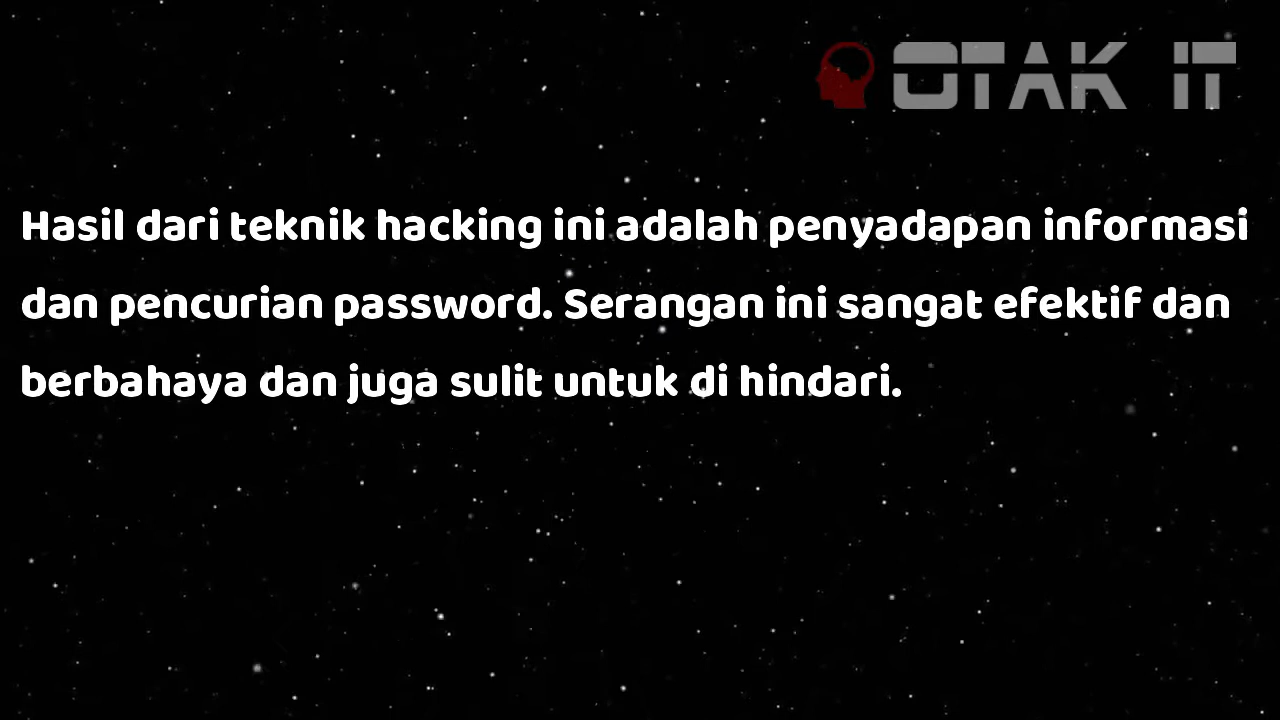 OTAK IT
Hasil dari teknik hacking ini adalah penyadapan informasi
dan pencurian password. Serangan ini sangat efektif dan
berbahaya dan juga sulit untuk di hindari.